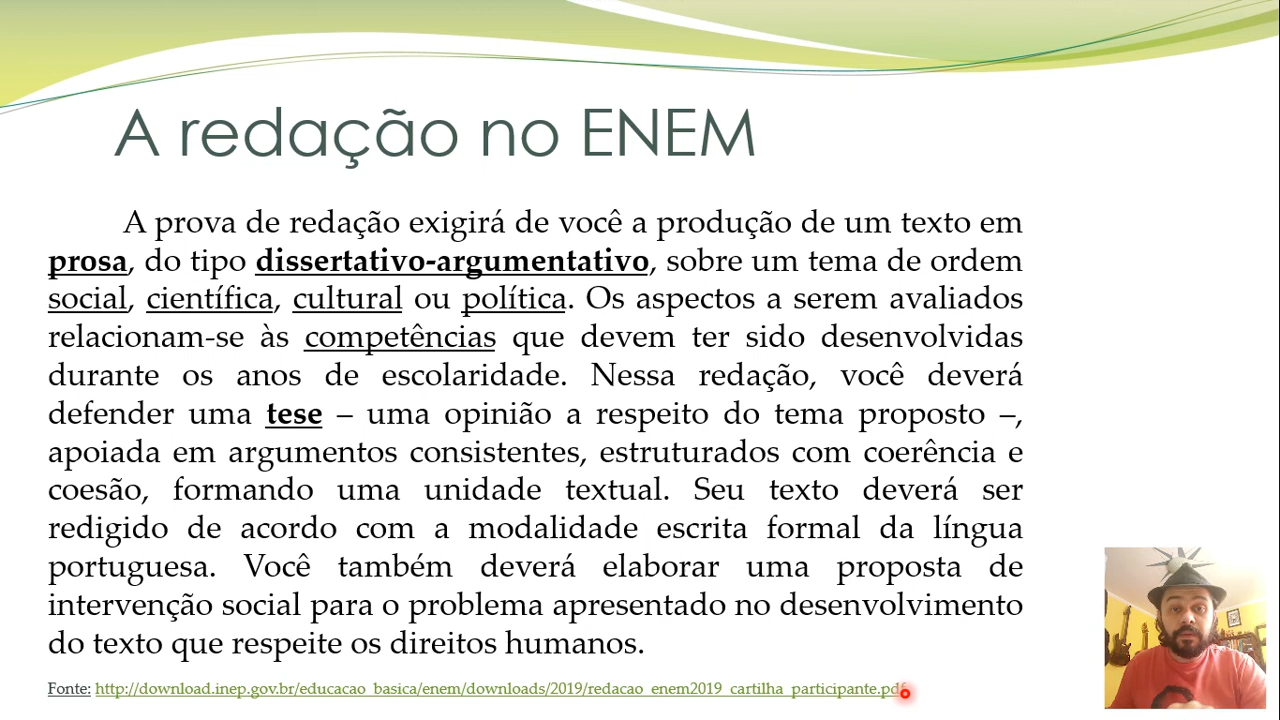 A redação no ENEM
A prova de redação exigirá de você a produção de um texto em
prosa, do tipo dissertativo-argumentativo, sobre um tema de ordem
social, científica, cultural ou política. Os aspectos a serem avaliados
relacionam-se às competências que devem ter sido desenvolvidas
durante os anos de escolaridade. Nessa redação, você deverá
defender uma tese – uma opinião a respeito do tema proposto –,
apoiada em argumentos consistentes, estruturados com coerência e
coesão, formando uma unidade textual. Seu texto deverá ser
redigido de acordo com a modalidade escrita formal da língua
portuguesa. Você também deverá elaborar uma proposta de
intervenção social para o problema apresentado no desenvolvimento
do texto que respeite os direitos humanos.
Fonte: http://download.inep.gov.br/educacao_basica/enem/downloads/2019/redacao_enem2019_cartilha_participante.pdf